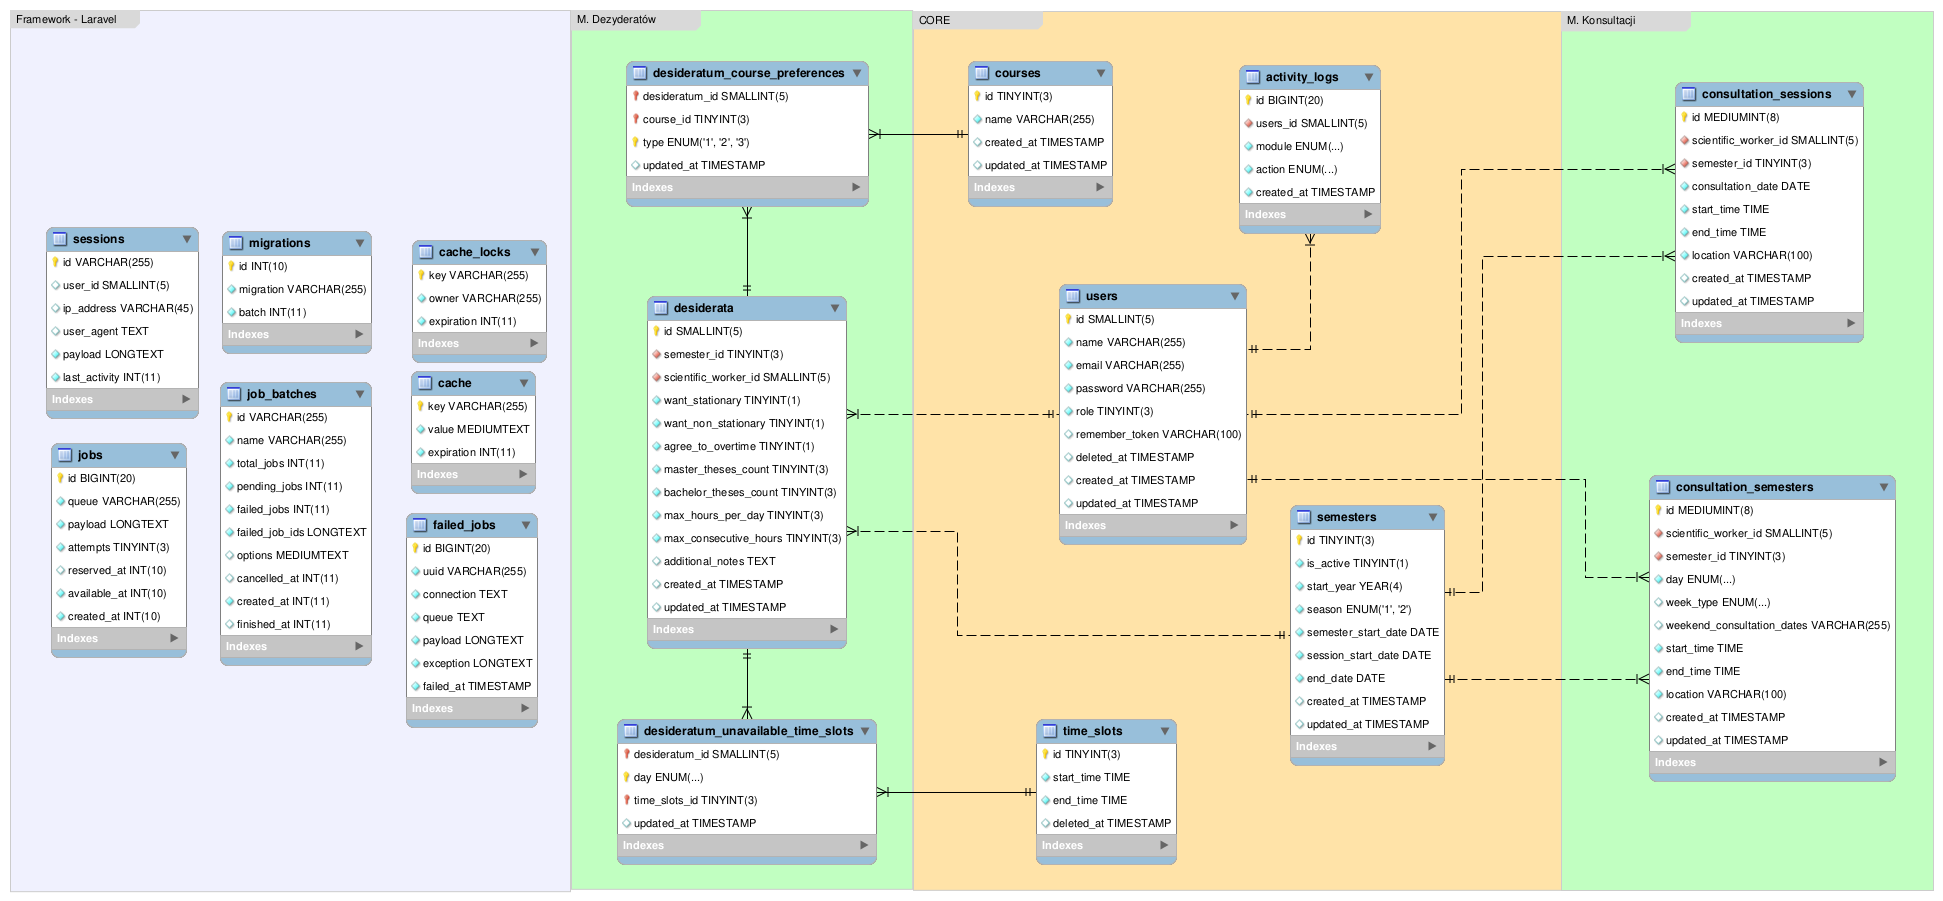 Framework - Laravel
sessions
id VARCHAR(255)
user_id SMALLINT(5)
ip_address VARCHAR(45)
user_agent TEXT
payload LONGTEXT
last_activity INT(11)
Indexes
migrations
id INT(10)
migration VARCHAR(255)
batch INT(11)
Indexes
cache_locks
key VARCHAR(255)
owner VARCHAR(255)
expiration INT(11)
Indexes
cache
key VARCHAR(255)
value MEDIUMTEXT
expiration INT(11)
Indexes
job_batches
id VARCHAR(255)
name VARCHAR(255)
total_jobs INT(11)
pending_jobs INT(11)
failed_jobs INT(11)
failed_job_ids LONGTEXT
options MEDIUMTEXT
cancelled_at INT(11)
created_at INT(11)
finished_at INT(11)
Indexes
jobs
id BIGINT(20)
queue VARCHAR(255)
payload LONGTEXT
attempts TINYINT(3)
reserved_at INT(10)
available_at INT(10)
created_at INT(10)
Indexes
failed_jobs
id BIGINT(20)
uuid VARCHAR(255)
connection TEXT
queue TEXT
payload LONGTEXT
exception LONGTEXT
failed_at TIMESTAMP
Indexes
M. Dezyderatów
desideratum_course_preferences
desideratum_id SMALLINT(5)
course_id TINYINT(3)
type ENUM('1', '2', '3')
updated_at TIMESTAMP
Indexes
desiderata
id SMALLINT(5)
semester_id TINYINT(3)
scientific_worker_id SMALLINT(5)
want_stationary TINYINT(1)
want_non_stationary TINYINT(1)
agree_to_overtime TINYINT(1)
master_theses_count TINYINT(3)
bachelor_theses_count TINYINT(3)
max_hours_per_day TINYINT(3)
max_consecutive_hours TINYINT(3)
additional_notes TEXT
created_at TIMESTAMP
updated_at TIMESTAMP
Indexes
desideratum_unavailable_time_slots
desideratum_id SMALLINT(5)
day ENUM(...)
time_slots_id TINYINT(3)
updated_at TIMESTAMP
Indexes
CORE
courses
id TINYINT(3)
name VARCHAR(255)
created_at TIMESTAMP
updated_at TIMESTAMP
Indexes
activity_logs
id BIGINT(20)
users_id SMALLINT(5)
module ENUM(...)
action ENUM(...)
created_at TIMESTAMP
Indexes
users
id SMALLINT(5)
name VARCHAR(255)
email VARCHAR(255)
password VARCHAR(255)
role TINYINT(3)
remember_token VARCHAR(100)
deleted_at TIMESTAMP
created_at TIMESTAMP
updated_at TIMESTAMP
Indexes
semesters
id TINYINT(3)
is_active TINYINT(1)
start_year YEAR(4)
season ENUM('1', '2')
semester_start_date DATE
session_start_date DATE
end_date DATE
created_at TIMESTAMP
updated_at TIMESTAMP
Indexes
time_slots
id TINYINT(3)
start_time TIME
end_time TIME
deleted_at TIMESTAMP
Indexes
M. Konsultacji
consultation_sessions
id MEDIUMINT(8)
scientific_worker_id SMALLINT(5)
semester_id TINYINT(3)
consultation_date DATE
start_time TIME
end_time TIME
location VARCHAR(100)
created_at TIMESTAMP
updated_at TIMESTAMP
Indexes
consultation_semesters
id MEDIUMINT(8)
scientific_worker_id SMALLINT(5)
semester_id TINYINT(3)
day ENUM(...)
week_type ENUM(...)
weekend_consultation_dates VARCHAR(255)
start_time TIME
end_time TIME
location VARCHAR(100)
created_at TIMESTAMP
updated_at TIMESTAMP
Indexes